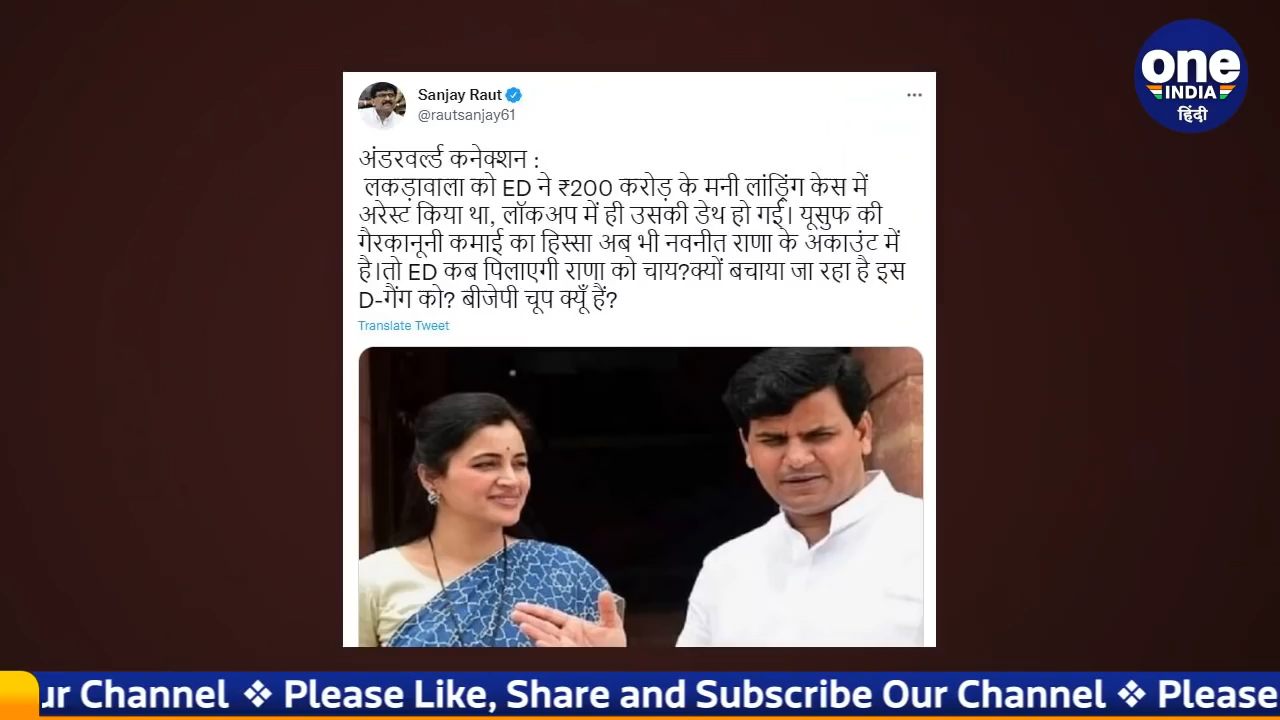 one
INDIA
हिंदी
Sanjay Raut
@rautsanjay61
अंडरवर्ल्ड कनेक्शन :
लकड़ावाला को ED ने ₹200 करोड़ के मनी लांड्रिंग केस में
अरेस्ट किया था, लॉकअप में ही उसकी डेथ हो गई। यूसुफ की
गैरकानूनी कमाई का हिस्सा अब भी नवनीत राणा के अकाउंट में
है।तो ED कब पिलाएगी राणा को चाय?क्यों बचाया जा रहा है इस
D-गैंग को? बीजेपी चूप क्यूँ हैं?
Translate Tweet
ur Channel ❖ Please Like, Share and Subscribe Our Channel ❖ Please